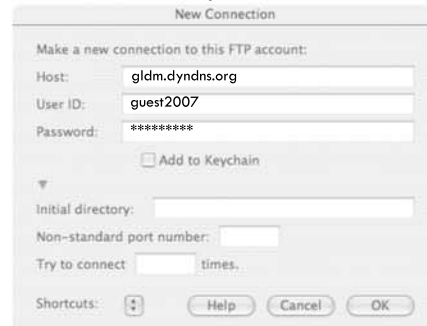 New Connection
Make a new connection to this FTP account:
Host: gldm.dyndns.org
User ID: guest2007
Password: *********
Add to Keychain
Initial directory:
Non-standard port number:
Try to connect times.
Shortcuts: Help Cancel OK